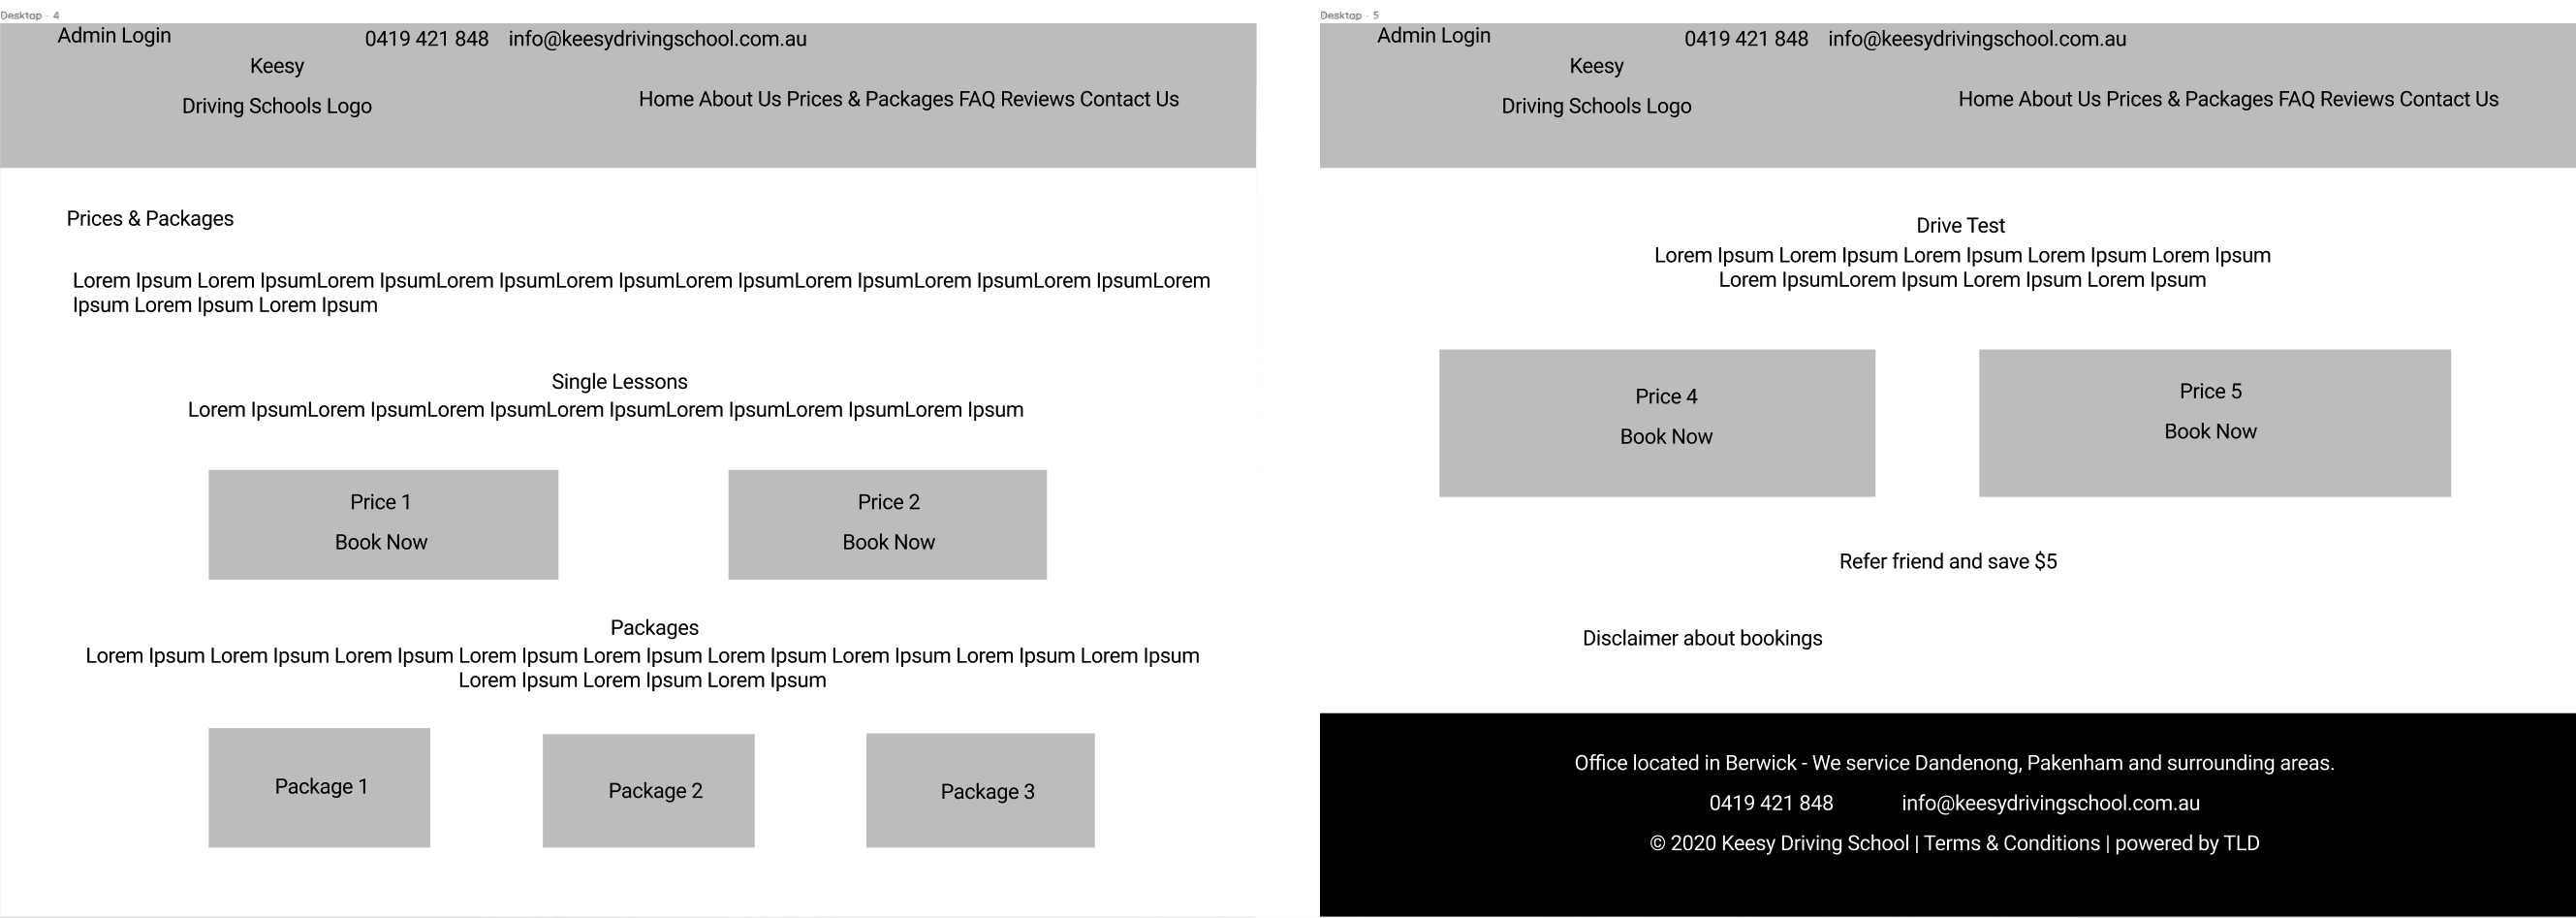 Desktop - 4
Admin Login
0419 421 848 info@keesydrivingschool.com.au
Keesy
Driving Schools Logo
Home About Us Prices & Packages FAQ Reviews Contact Us
Prices & Packages
Lorem Ipsum Lorem IpsumLorem IpsumLorem IpsumLorem IpsumLorem IpsumLorem IpsumLorem IpsumLorem IpsumLorem
Ipsum Lorem Ipsum Lorem Ipsum
Single Lessons
Lorem IpsumLorem IpsumLorem IpsumLorem IpsumLorem IpsumLorem IpsumLorem Ipsum
Price 1
Book Now
Price 2
Book Now
Packages
Lorem Ipsum Lorem Ipsum Lorem Ipsum Lorem Ipsum Lorem Ipsum Lorem Ipsum Lorem Ipsum Lorem Ipsum Lorem Ipsum
Lorem Ipsum Lorem Ipsum Lorem Ipsum
Package 1
Package 2
Package 3
Desktop - 5
Admin Login
0419 421 848 info@keesydrivingschool.com.au
Keesy
Driving Schools Logo
Home About Us Prices & Packages FAQ Reviews Contact Us
Drive Test
Lorem Ipsum Lorem Ipsum Lorem Ipsum Lorem Ipsum Lorem Ipsum
Lorem IpsumLorem Ipsum Lorem Ipsum Lorem Ipsum
Price 4
Book Now
Price 5
Book Now
Refer friend and save $5
Disclaimer about bookings
Office located in Berwick - We service Dandenong, Pakenham and surrounding areas.
0419 421 848 info@keesydrivingschool.com.au
© 2020 Keesy Driving School | Terms & Conditions | powered by TLD